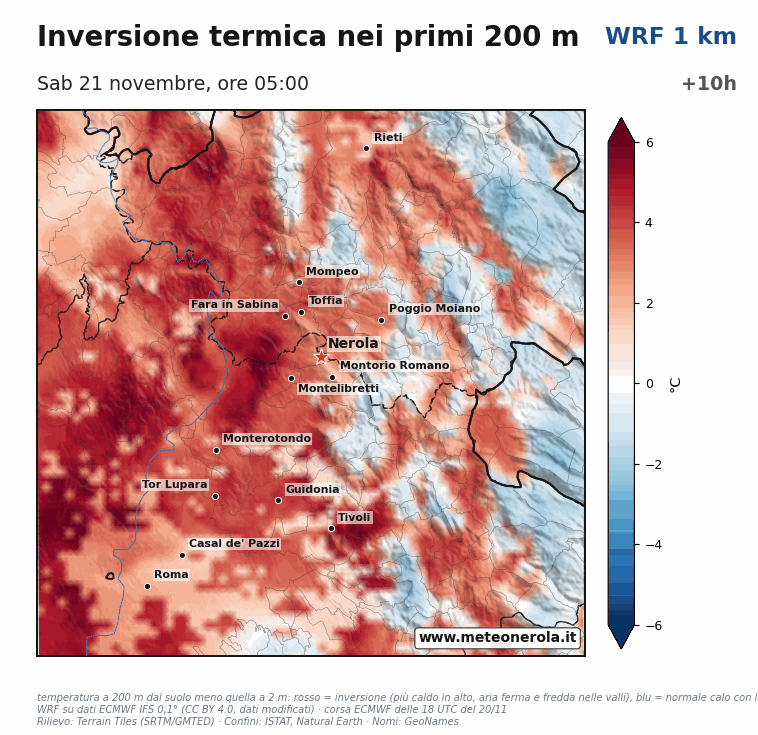 Inversione termica nei primi 200 m
WRF 1 km
Sab 21 novembre, ore 05:00
+10h
Rieti
Mompeo
Fara in Sabina
Toffia
Poggio Moiano
Nerola
Montorio Romano
Montelibretti
Monterotondo
Tor Lupara
Guidonia
Tivoli
Casal de' Pazzi
Roma
www.meteonerola.it
6
4
2
0
−2
−4
−6
°C
temperatura a 200 m dal suolo meno quella a 2 m: rosso = inversione (più caldo in alto, aria ferma e fredda nelle valli), blu = normale calo con
WRF su dati ECMWF IFS 0,1° (CC BY 4.0, dati modificati) · corsa ECMWF delle 18 UTC del 20/11
Rilievo: Terrain Tiles (SRTM/GMTED) · Confini: ISTAT, Natural Earth · Nomi: GeoNames